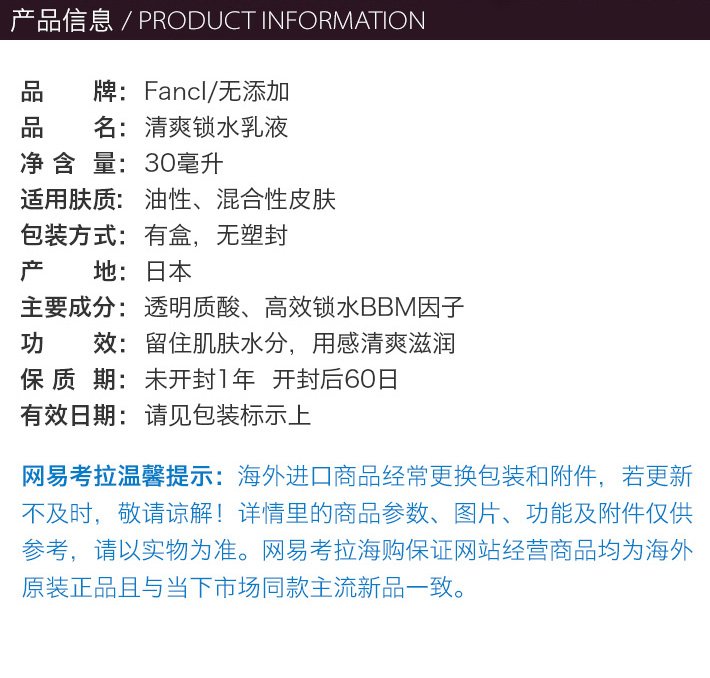 产品信息 / PRODUCT INFORMATION
品 牌： Fancl/无添加
品 名： 清爽锁水乳液
净 含 量： 30毫升
适用肤质： 油性、混合性皮肤
包装方式： 有盒，无塑封
产 地： 日本
主要成分： 透明质酸、高效锁水BBM因子
功 效： 留住肌肤水分，用感清爽滋润
保 质 期： 未开封1年 开封后60日
有效日期： 请见包装标示上
网易考拉温馨提示：海外进口商品经常更换包装和附件，若更新
不及时，敬请谅解！详情里的商品参数、图片、功能及附件仅供
参考，请以实物为准。网易考拉海购保证网站经营商品均为海外
原装正品且与当下市场同款主流新品一致。